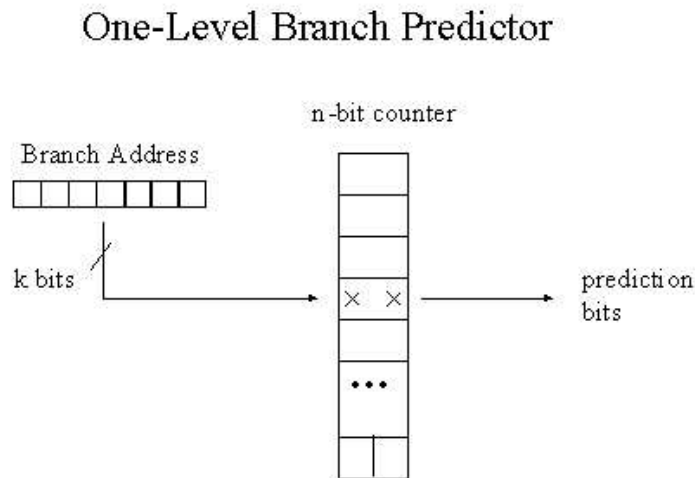 One-Level Branch Predictor
n-bit counter
Branch Address
k bits
prediction
bits